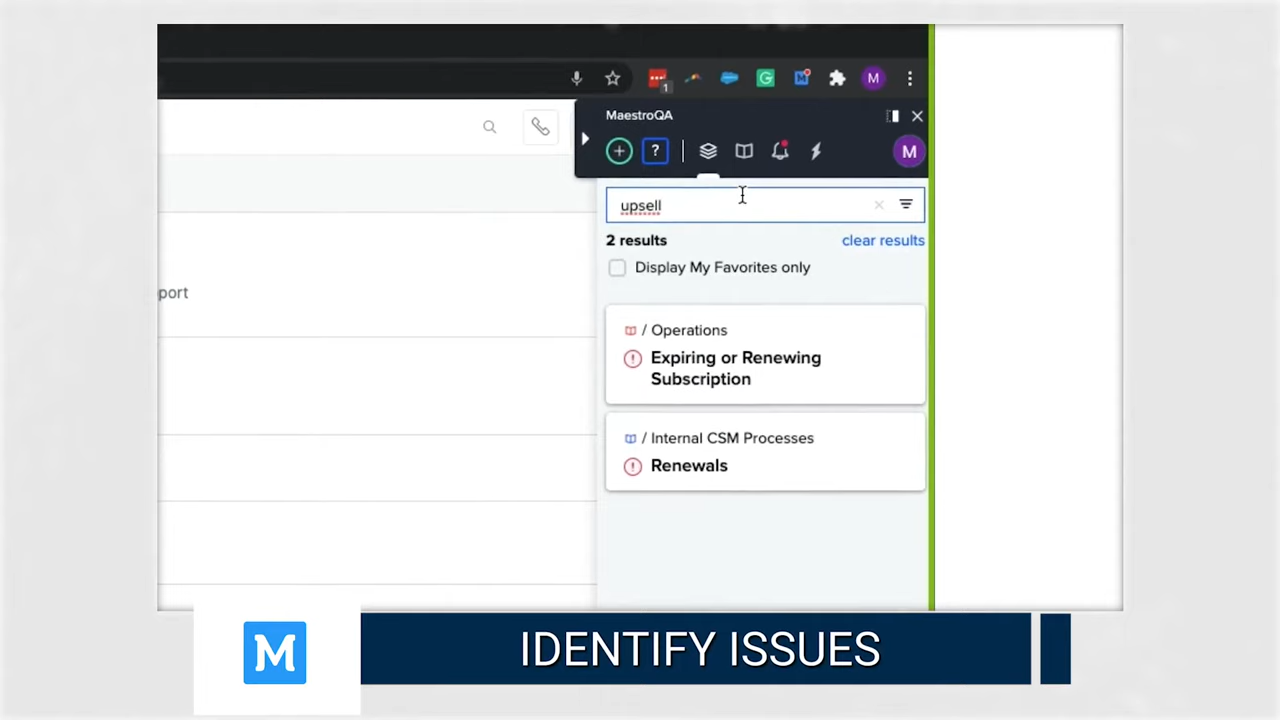 1
M
MaestroQA
?
M
upsell
2 results
clear results
Display My Favorites only
port
/ Operations
Expiring or Renewing
Subscription
/ Internal CSM Processes
Renewals
M
IDENTIFY ISSUES